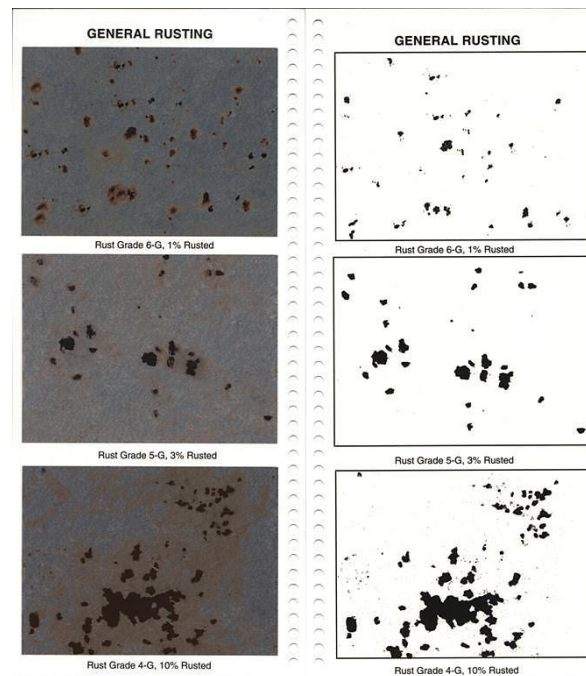 GENERAL RUSTING
Rust Grade 6-G, 1% Rusted
Rust Grade 5-G, 3% Rusted
Rust Grade 4-G, 10% Rusted
GENERAL RUSTING
Rust Grade 6-G, 1% Rusted
Rust Grade 5-G, 3% Rusted
Rust Grade 4-G, 10% Rusted